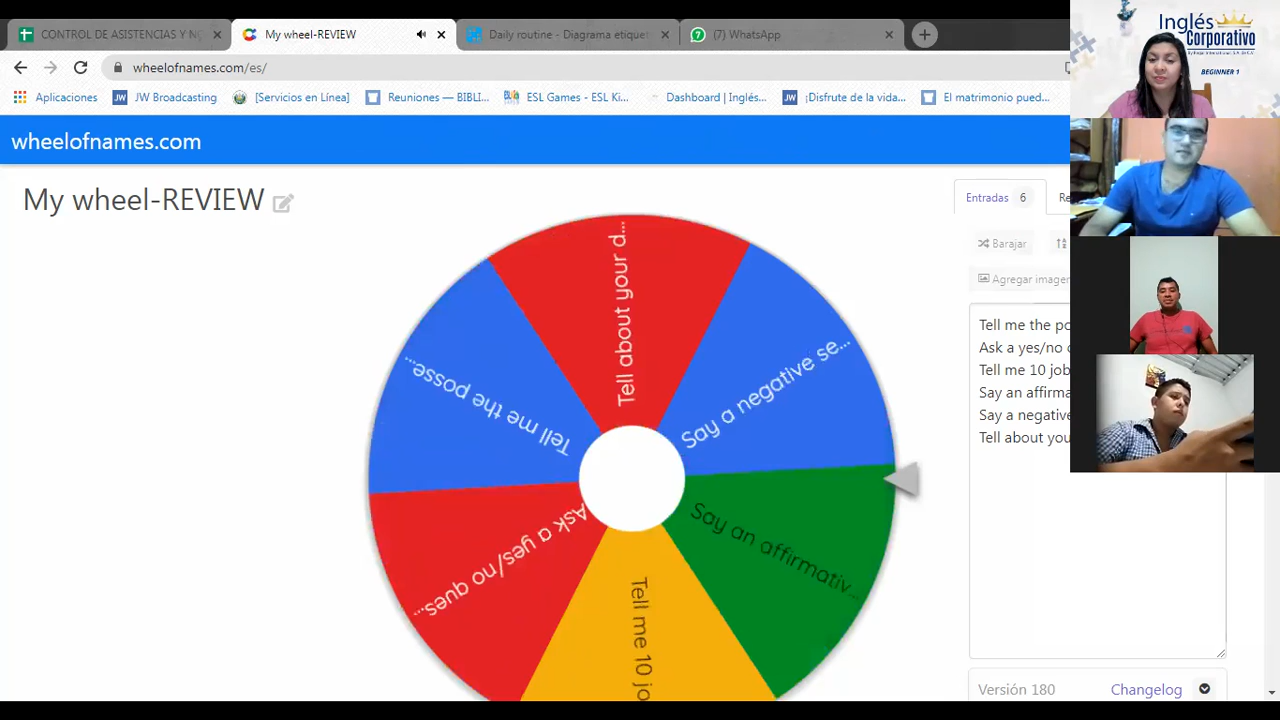 CONTROL DE ASISTENCIAS Y N
My wheel-REVIEW
Daily routine - Diagrama etique
(7) WhatsApp
wheelofnames.com/es/
Aplicaciones
JW Broadcasting
[Servicios en Línea]
Reuniones — BIBLI...
ESL Games - ESL Ki...
Dashboard | Inglés...
¡Disfrute de la vida...
El matrimonio pued...
wheelofnames.com
My wheel-REVIEW
Entradas 6
Barajar
Agregar imagen
Tell me the po
Ask a yes/no
Tell me 10 job
Say an affirma
Say a negative
Tell about you
Tell about your d...
Say a negative se...
Say an affirmativ...
Tell me 10 jo
Ask a yes/no ques...
Tell me the posse...
Versión 180
Changelog
Inglés
Corporativo
BEGINNER 1